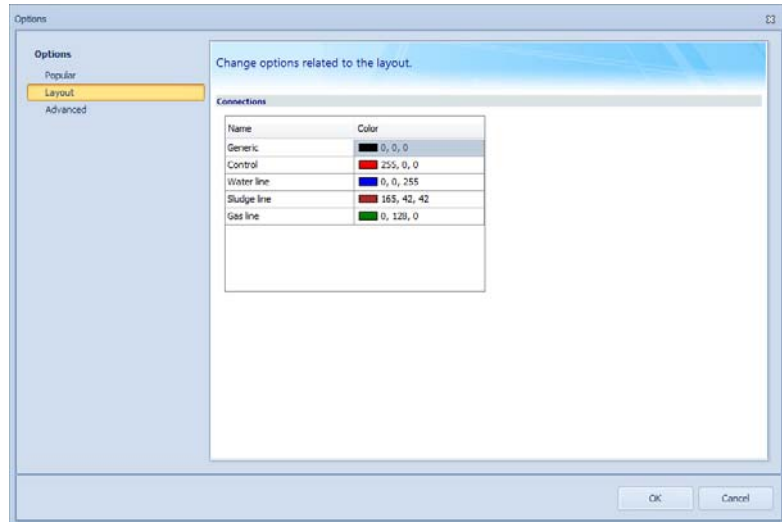 Options
Options
Popular
Layout
Advanced
Change options related to the layout.
Connections
Name Color
Generic 0, 0, 0
Control 255, 0, 0
Water line 0, 0, 255
Sludge line 165, 42, 42
Gas line 0, 128, 0
OK Cancel